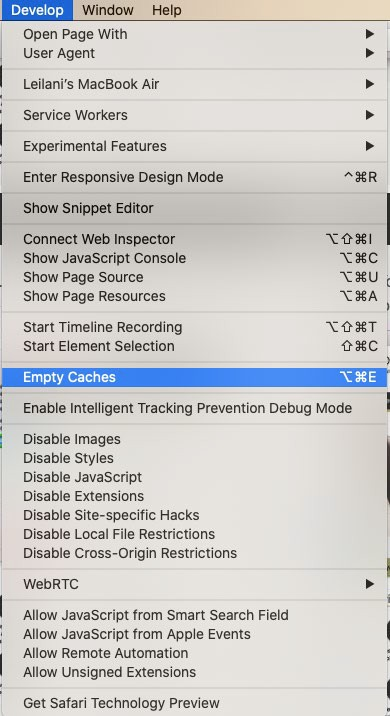 Develop Window Help
Open Page With ▶
User Agent ▶
Leilani's MacBook Air ▶
Service Workers ▶
Experimental Features ▶
Enter Responsive Design Mode ^⌘R
Show Snippet Editor
Connect Web Inspector ⌥⇧⌘I
Show JavaScript Console ⌥⌘C
Show Page Source ⌥⌘U
Show Page Resources ⌥⌘A
Start Timeline Recording ⌥⇧⌘T
Start Element Selection ⇧⌘C
Empty Caches ⌥⌘E
Enable Intelligent Tracking Prevention Debug Mode
Disable Images
Disable Styles
Disable JavaScript
Disable Extensions
Disable Site-specific Hacks
Disable Local File Restrictions
Disable Cross-Origin Restrictions
WebRTC ▶
Allow JavaScript from Smart Search Field
Allow JavaScript from Apple Events
Allow Remote Automation
Allow Unsigned Extensions
Get Safari Technology Preview